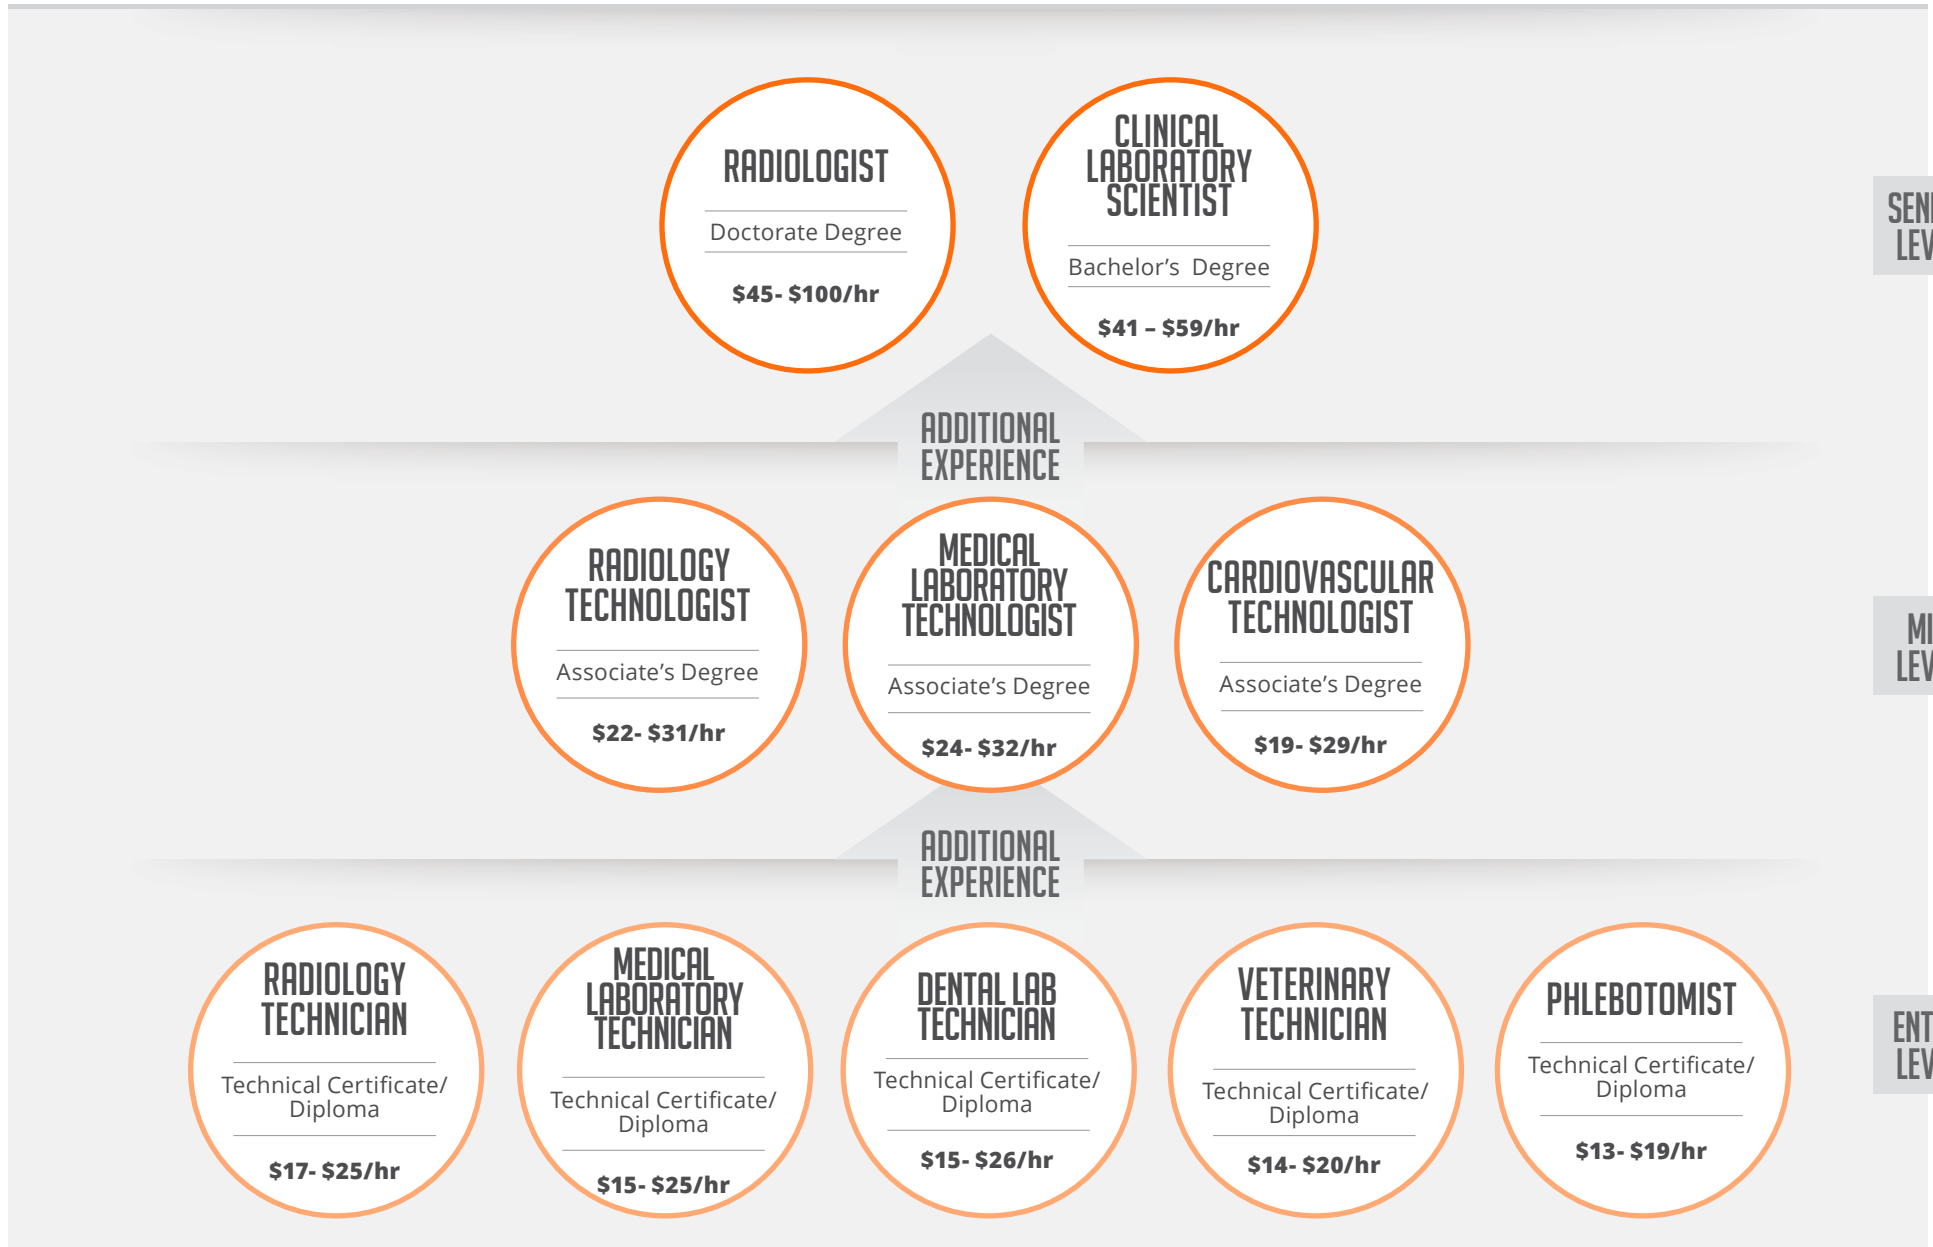 RADIOLOGIST
Doctorate Degree
$45- $100/hr
CLINICAL
LABORATORY
SCIENTIST
Bachelor’s  Degree
$41 – $59/hr
ADDITIONAL
EXPERIENCE
RADIOLOGY
TECHNOLOGIST
Associate’s Degree
$22- $31/hr
MEDICAL
LABORATORY
TECHNOLOGIST
Associate’s Degree
$24- $32/hr
CARDIOVASCULAR
TECHNOLOGIST
Associate’s Degree
$19- $29/hr
ADDITIONAL
EXPERIENCE
RADIOLOGY
TECHNICIAN
Technical Certificate/
Diploma
$17- $25/hr
MEDICAL
LABORATORY
TECHNICIAN
Technical Certificate/
Diploma
$15- $25/hr
DENTAL LAB
TECHNICIAN
Technical Certificate/
Diploma
$15- $26/hr
VETERINARY
TECHNICIAN
Technical Certificate/
Diploma
$14- $20/hr
PHLEBOTOMIST
Technical Certificate/
Diploma
$13- $19/hr